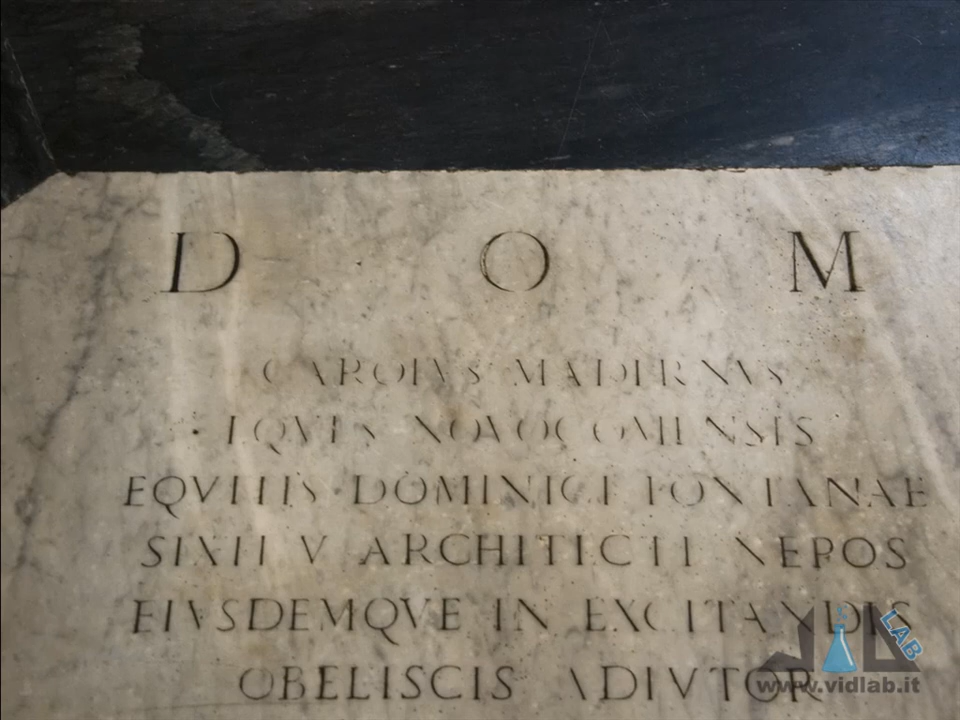 D O M
CAROLVS MADERNVS
EQVES NOVOCOMENSIS
EQVITIS DOMINICI FONTANAE
SIXTI V ARCHITECTI NEPOS
EIVSDEMQVE IN EXCITANDIS
OBELISCIS ADIVTOR
LAB
www.vidlab.it